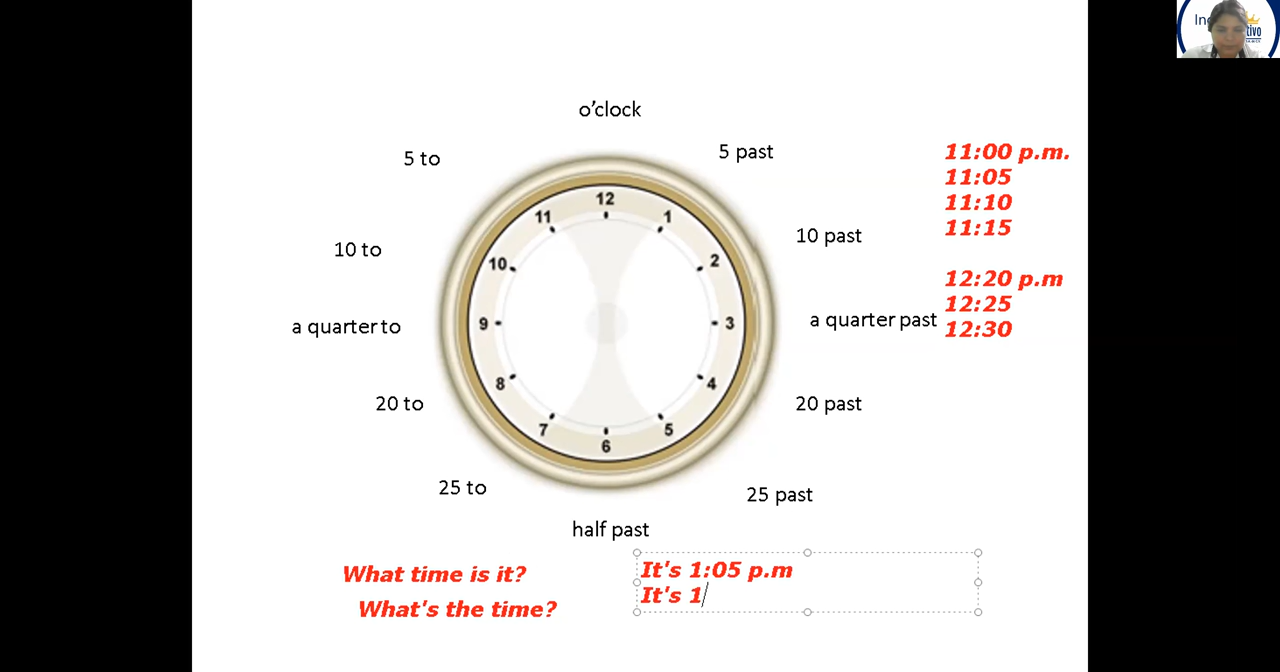 o'clock
5 to
5 past
10 to
10 past
a quarter to
a quarter past
20 to
20 past
25 to
25 past
half past
12
1
2
3
4
5
6
7
8
9
10
11
11:00 p.m.
11:05
11:10
11:15
12:20 p.m
12:25
12:30
What time is it?
What's the time?
It's 1:05 p.m
It's 1